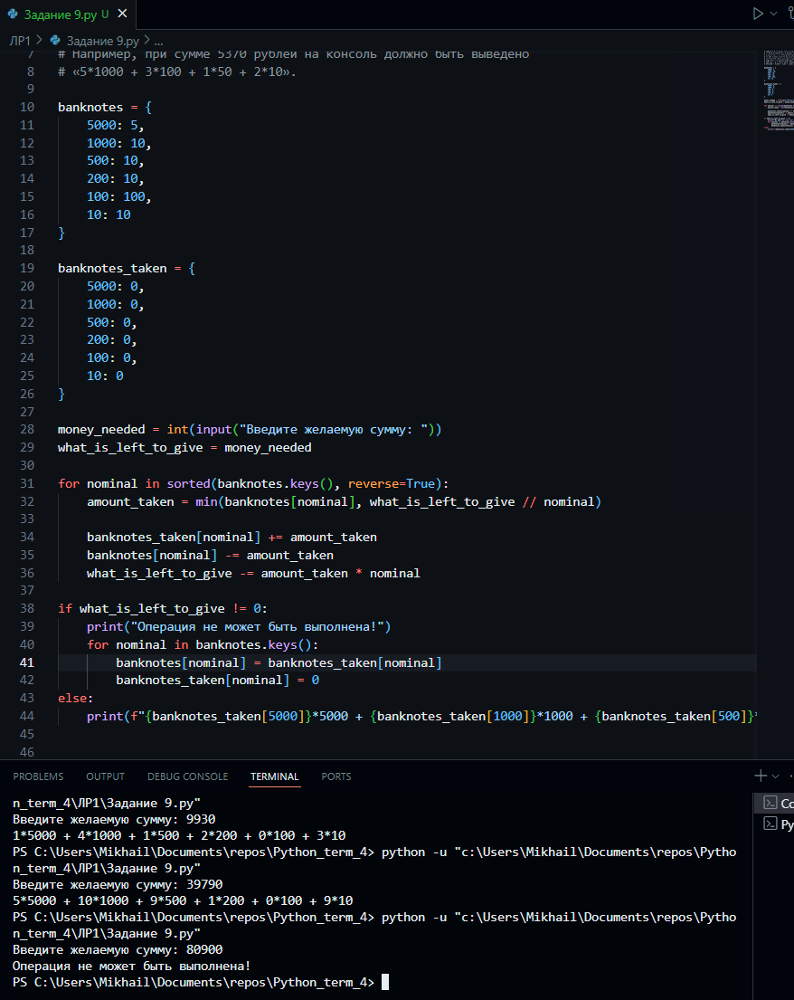 Задание 9.py U
ЛР1 > Задание 9.py > ...
7 # Например, при сумме 5370 рублей на консоль должно быть выведено
8 # «5*1000 + 3*100 + 1*50 + 2*10».
9
10 banknotes = {
11 5000: 5,
12 1000: 10,
13 500: 10,
14 200: 10,
15 100: 100,
16 10: 10
17 }
18
19 banknotes_taken = {
20 5000: 0,
21 1000: 0,
22 500: 0,
23 200: 0,
24 100: 0,
25 10: 0
26 }
27
28 money_needed = int(input("Введите желаемую сумму: "))
29 what_is_left_to_give = money_needed
30
31 for nominal in sorted(banknotes.keys(), reverse=True):
32 amount_taken = min(banknotes[nominal], what_is_left_to_give // nominal)
33
34 banknotes_taken[nominal] += amount_taken
35 banknotes[nominal] -= amount_taken
36 what_is_left_to_give -= amount_taken * nominal
37
38 if what_is_left_to_give != 0:
39 print("Операция не может быть выполнена!")
40 for nominal in banknotes.keys():
41 banknotes[nominal] = banknotes_taken[nominal]
42 banknotes_taken[nominal] = 0
43 else:
44 print(f"{banknotes_taken[5000]}*5000 + {banknotes_taken[1000]}*1000 + {banknotes_taken[500]}*
45
46
PROBLEMS OUTPUT DEBUG CONSOLE TERMINAL PORTS
n_term_4\ЛР1\Задание 9.py"
Введите желаемую сумму: 9930
1*5000 + 4*1000 + 1*500 + 2*200 + 0*100 + 3*10
PS C:\Users\Mikhail\Documents\repos\Python_term_4> python -u "c:\Users\Mikhail\Documents\repos\Pytho
n_term_4\ЛР1\Задание 9.py"
Введите желаемую сумму: 39790
5*5000 + 10*1000 + 9*500 + 1*200 + 0*100 + 9*10
PS C:\Users\Mikhail\Documents\repos\Python_term_4> python -u "c:\Users\Mikhail\Documents\repos\Pytho
n_term_4\ЛР1\Задание 9.py"
Введите желаемую сумму: 80900
Операция не может быть выполнена!
PS C:\Users\Mikhail\Documents\repos\Python_term_4>
Co
Py